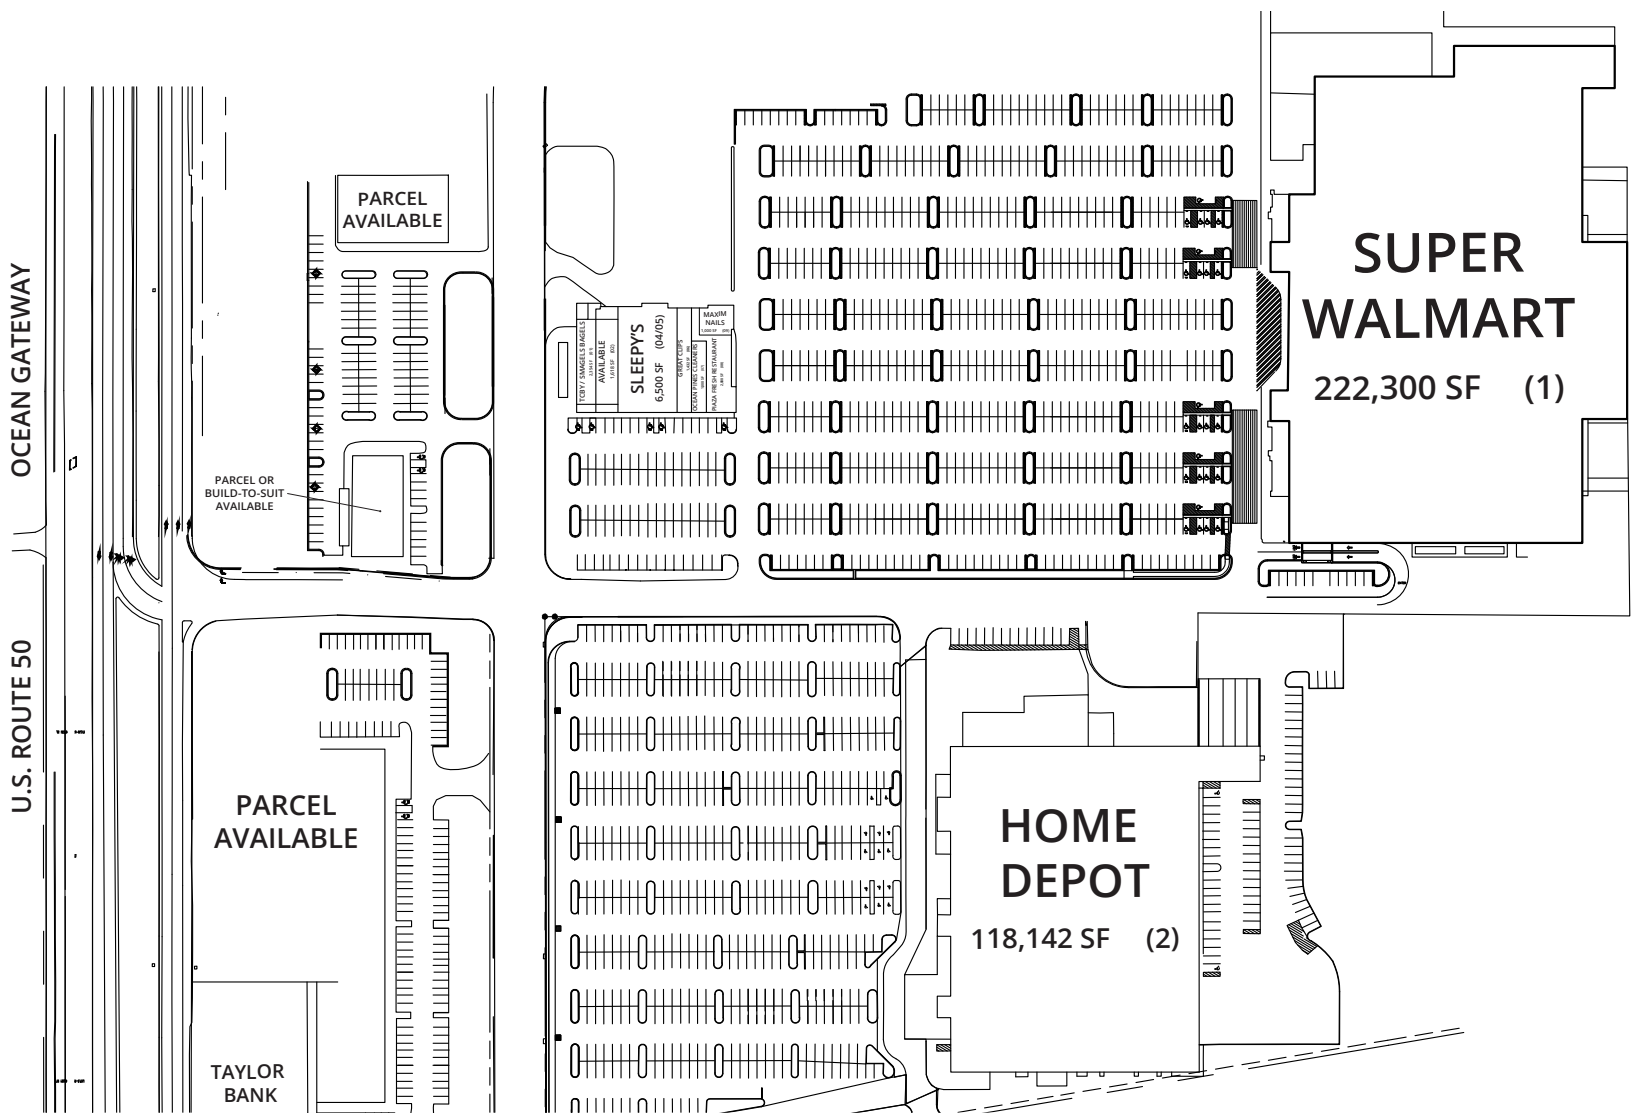 PARCEL
AVAILABLE
OCEAN GATEWAY
U.S. ROUTE 50
PARCEL OR
BUILD-TO-SUIT
AVAILABLE
TCBY / SMAGELS BAGELS
AVAILABLE
SLEEPY'S
6,500 SF (04/05)
GREAT CLIPS
OCEAN PINES CLEANERS
MAXIM
NAILS
PIAZA FRESH RESTAURANT
SUPER
WALMART
222,300 SF (1)
PARCEL
AVAILABLE
HOME
DEPOT
118,142 SF (2)
TAYLOR
BANK